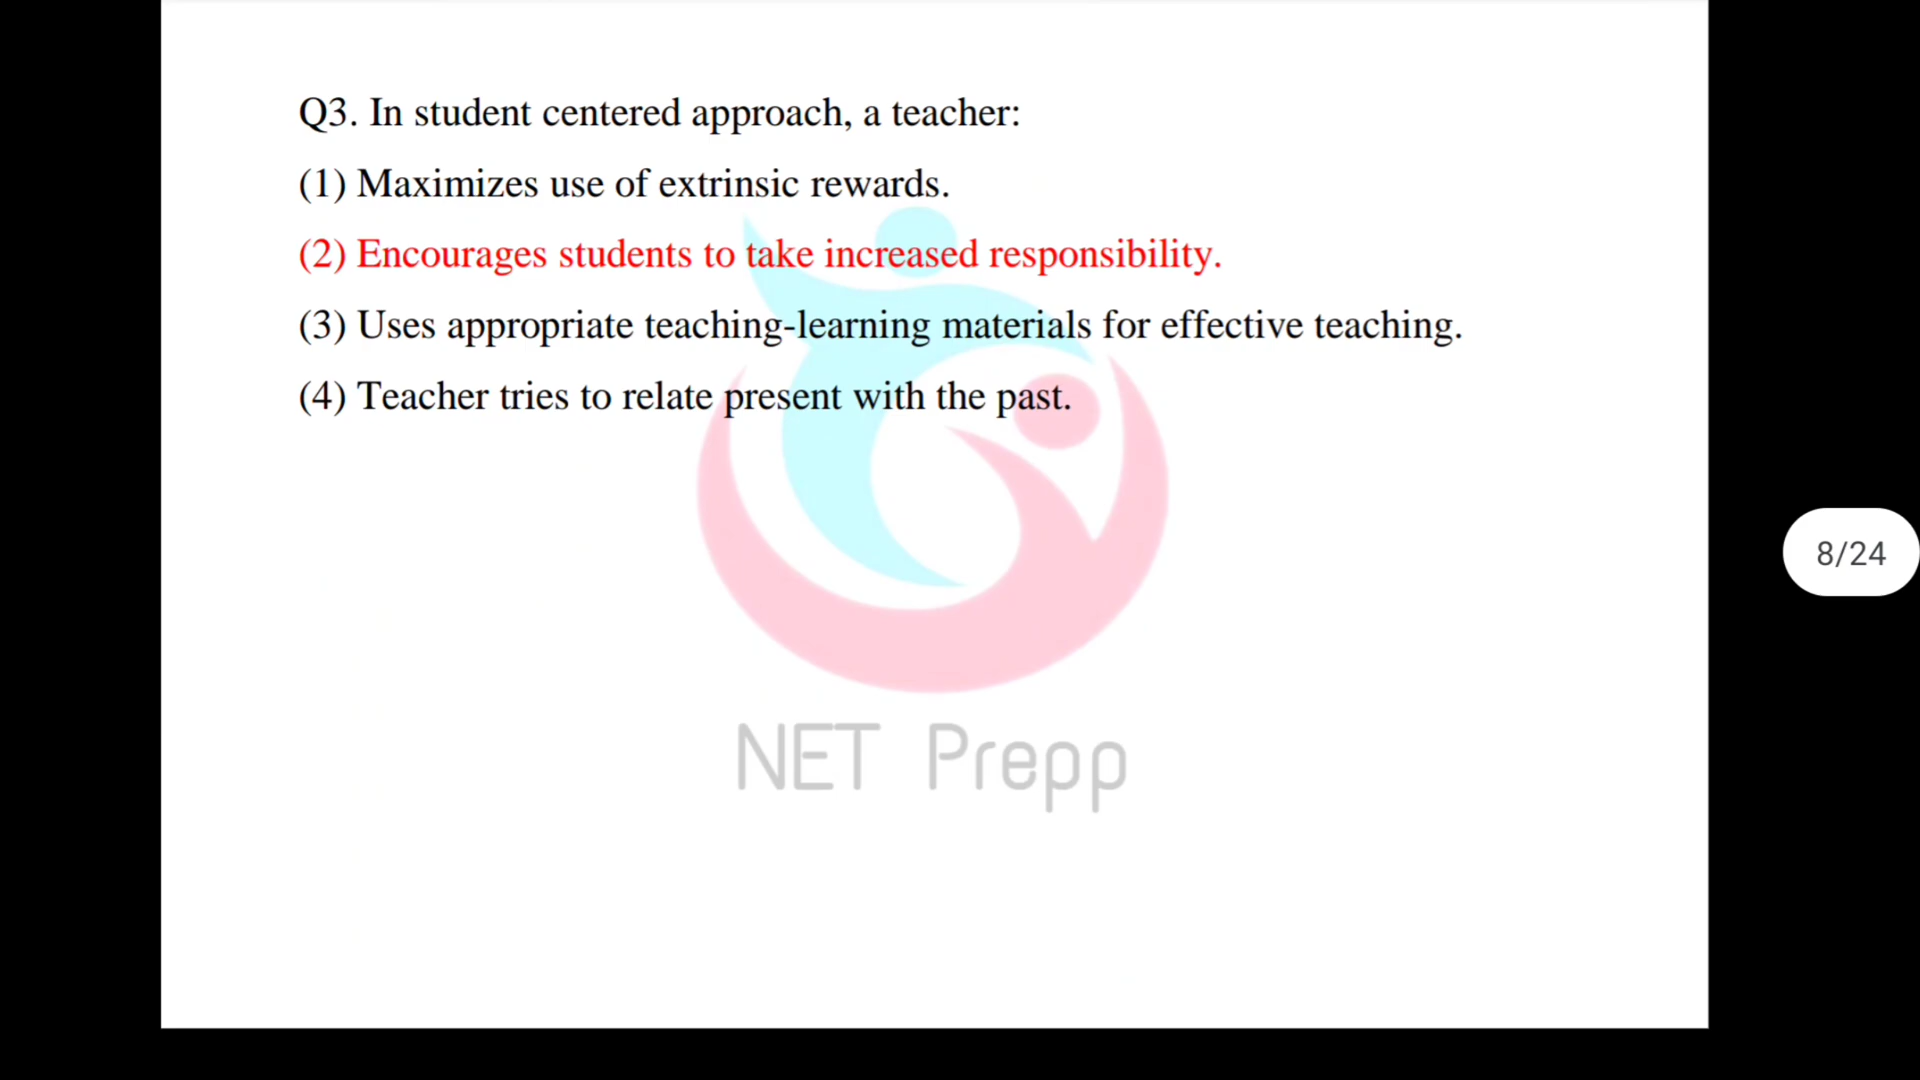 Q3. In student centered approach, a teacher:
(1) Maximizes use of extrinsic rewards.
(2) Encourages students to take increased responsibility.
(3) Uses appropriate teaching-learning materials for effective teaching.
(4) Teacher tries to relate present with the past.
8/24
NET Prepp